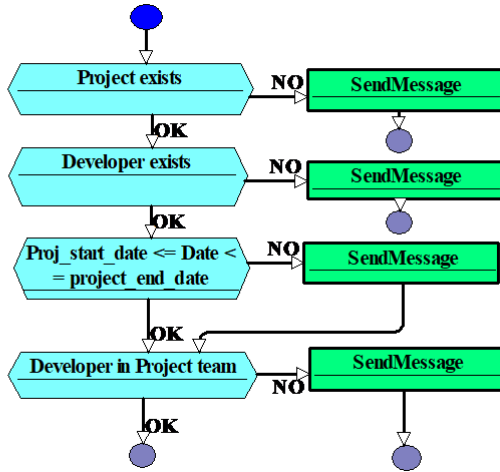 Project exists
NO
SendMessage
OK
Developer exists
NO
SendMessage
OK
Proj_start_date <= Date <
= project_end_date
NO
SendMessage
OK
Developer in Project team
NO
SendMessage
OK